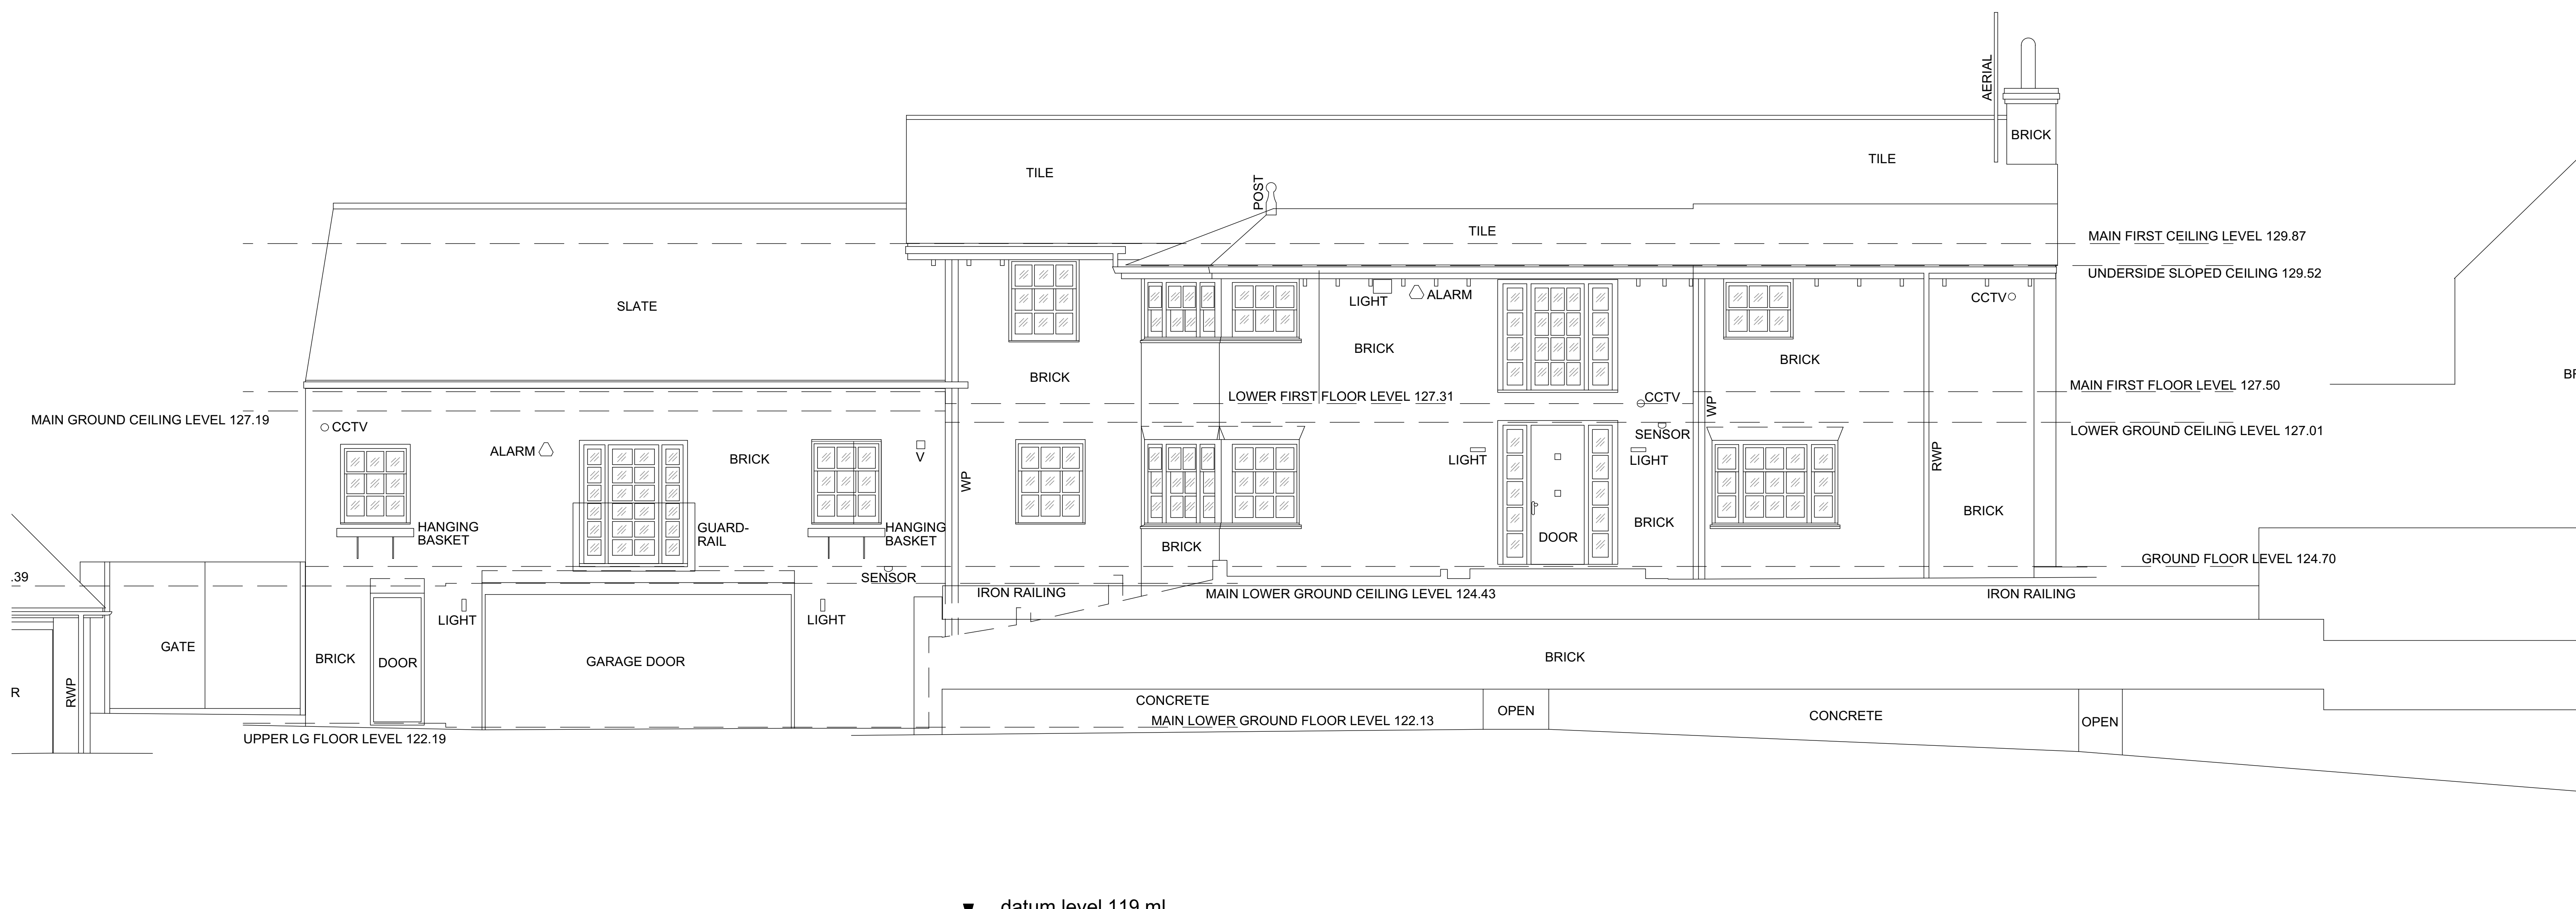 AERIAL
BRICK
TILE
TILE
POST
TILE
MAIN FIRST CEILING LEVEL 129.87
UNDERSIDE SLOPED CEILING 129.52
SLATE
LIGHT
ALARM
CCTV
BRICK
BRICK
BRICK
MAIN FIRST FLOOR LEVEL 127.50
LOWER FIRST FLOOR LEVEL 127.31
CCTV
WP
MAIN GROUND CEILING LEVEL 127.19
CCTV
ALARM
BRICK
V
WP
SENSOR
LIGHT
LIGHT
LOWER GROUND CEILING LEVEL 127.01
RWP
HANGING
BASKET
GUARD-
RAIL
HANGING
BASKET
BRICK
DOOR
BRICK
BRICK
GROUND FLOOR LEVEL 124.70
.39
SENSOR
IRON RAILING
MAIN LOWER GROUND CEILING LEVEL 124.43
IRON RAILING
LIGHT
LIGHT
GATE
BRICK
DOOR
GARAGE DOOR
BRICK
R
RWP
CONCRETE
OPEN
CONCRETE
OPEN
MAIN LOWER GROUND FLOOR LEVEL 122.13
UPPER LG FLOOR LEVEL 122.19
datum level 119 ml